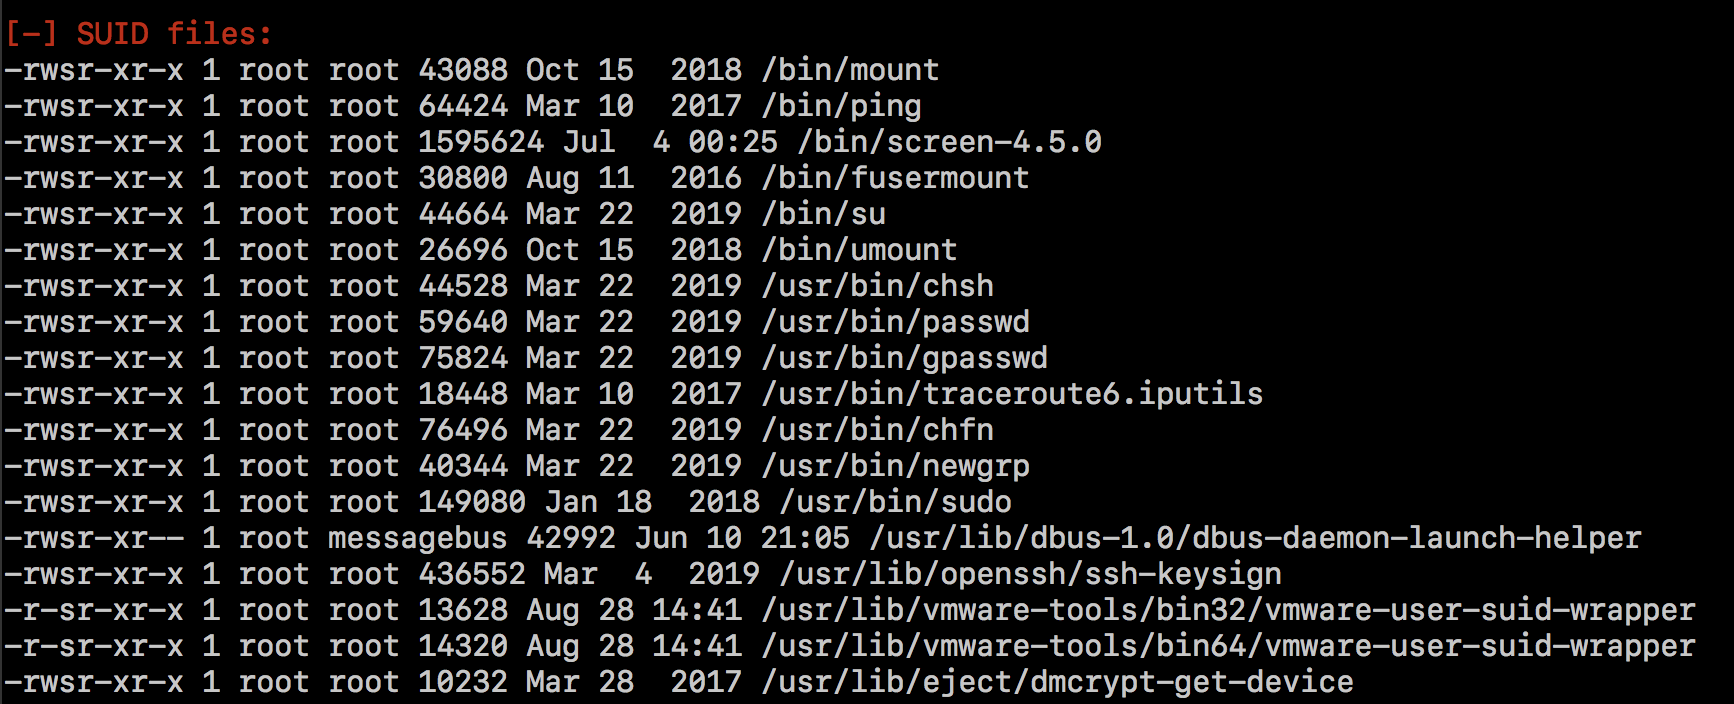 [-] SUID files:
-rwsr-xr-x 1 root root 43088 Oct 15  2018 /bin/mount
-rwsr-xr-x 1 root root 64424 Mar 10  2017 /bin/ping
-rwsr-xr-x 1 root root 1595624 Jul  4 00:25 /bin/screen-4.5.0
-rwsr-xr-x 1 root root 30800 Aug 11  2016 /bin/fusermount
-rwsr-xr-x 1 root root 44664 Mar 22  2019 /bin/su
-rwsr-xr-x 1 root root 26696 Oct 15  2018 /bin/umount
-rwsr-xr-x 1 root root 44528 Mar 22  2019 /usr/bin/chsh
-rwsr-xr-x 1 root root 59640 Mar 22  2019 /usr/bin/passwd
-rwsr-xr-x 1 root root 75824 Mar 22  2019 /usr/bin/gpasswd
-rwsr-xr-x 1 root root 18448 Mar 10  2017 /usr/bin/traceroute6.iputils
-rwsr-xr-x 1 root root 76496 Mar 22  2019 /usr/bin/chfn
-rwsr-xr-x 1 root root 40344 Mar 22  2019 /usr/bin/newgrp
-rwsr-xr-x 1 root root 149080 Jan 18  2018 /usr/bin/sudo
-rwsr-xr-- 1 root messagebus 42992 Jun 10 21:05 /usr/lib/dbus-1.0/dbus-daemon-launch-helper
-rwsr-xr-x 1 root root 436552 Mar  4  2019 /usr/lib/openssh/ssh-keysign
-r-sr-xr-x 1 root root 13628 Aug 28 14:41 /usr/lib/vmware-tools/bin32/vmware-user-suid-wrapper
-r-sr-xr-x 1 root root 14320 Aug 28 14:41 /usr/lib/vmware-tools/bin64/vmware-user-suid-wrapper
-rwsr-xr-x 1 root root 10232 Mar 28  2017 /usr/lib/eject/dmcrypt-get-device